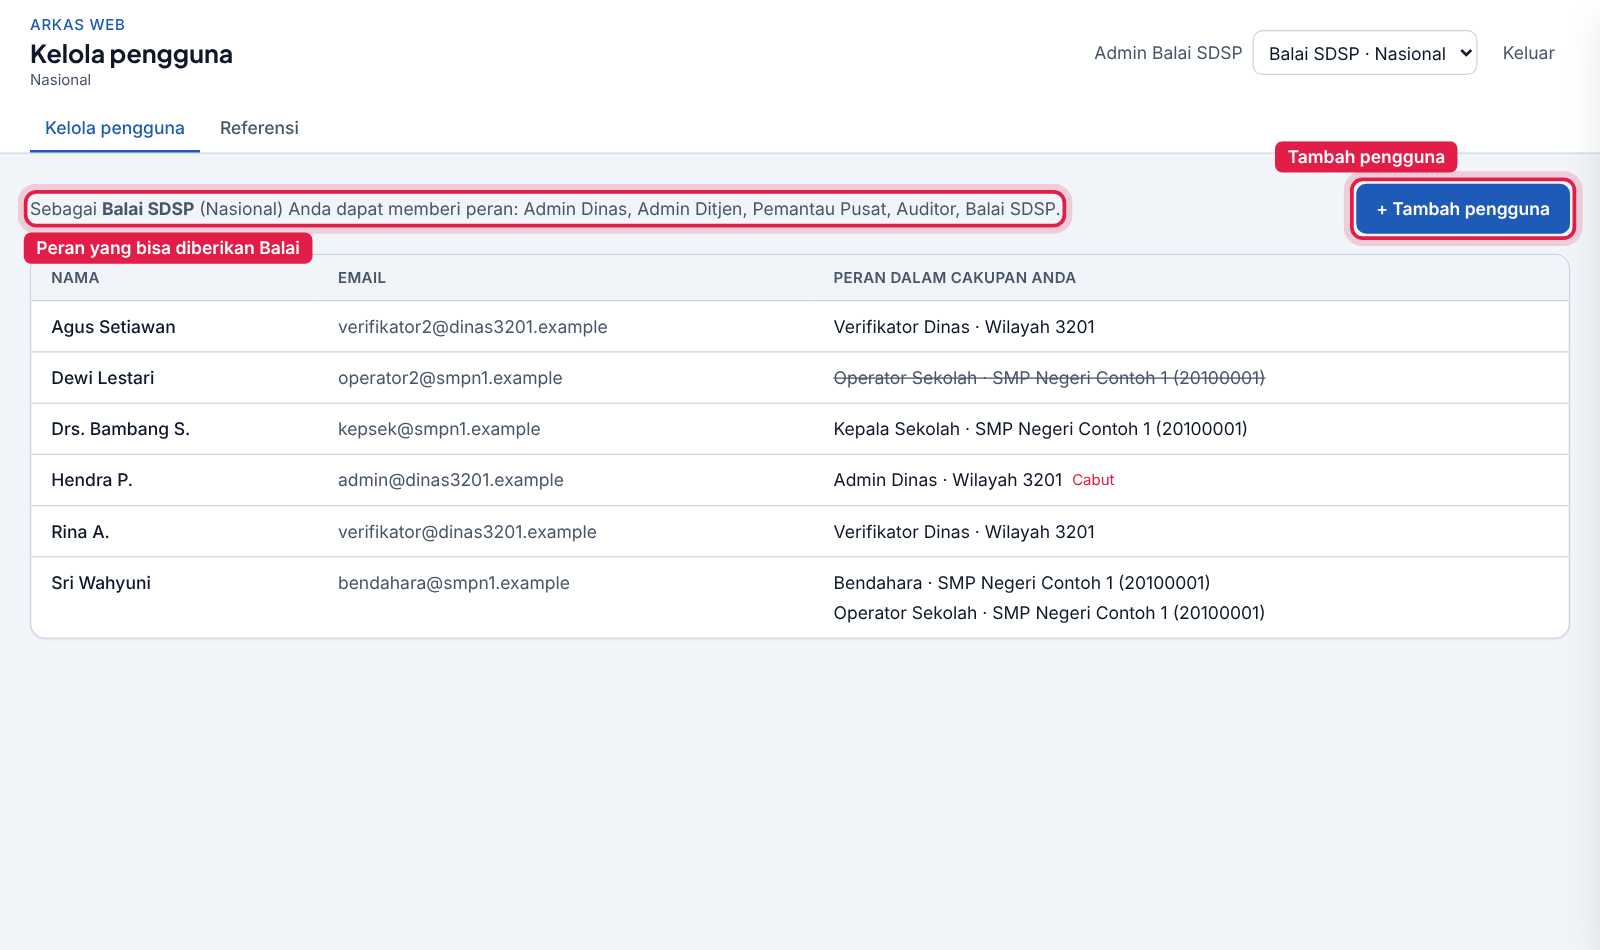 ARKAS WEB
Kelola pengguna
Nasional
Admin Balai SDSP
Balai SDSP · Nasional
Keluar
Kelola pengguna
Referensi
Tambah pengguna
Sebagai Balai SDSP (Nasional) Anda dapat memberi peran: Admin Dinas, Admin Ditjen, Pemantau Pusat, Auditor, Balai SDSP.
+ Tambah pengguna
Peran yang bisa diberikan Balai
NAMA EMAIL PERAN DALAM CAKUPAN ANDA
Agus Setiawan verifikator2@dinas3201.example Verifikator Dinas · Wilayah 3201
Dewi Lestari operator2@smpn1.example Operator Sekolah · SMP Negeri Contoh 1 (20100001)
Drs. Bambang S. kepsek@smpn1.example Kepala Sekolah · SMP Negeri Contoh 1 (20100001)
Hendra P. admin@dinas3201.example Admin Dinas · Wilayah 3201 Cabut
Rina A. verifikator@dinas3201.example Verifikator Dinas · Wilayah 3201
Sri Wahyuni bendahara@smpn1.example Bendahara · SMP Negeri Contoh 1 (20100001)
Operator Sekolah · SMP Negeri Contoh 1 (20100001)